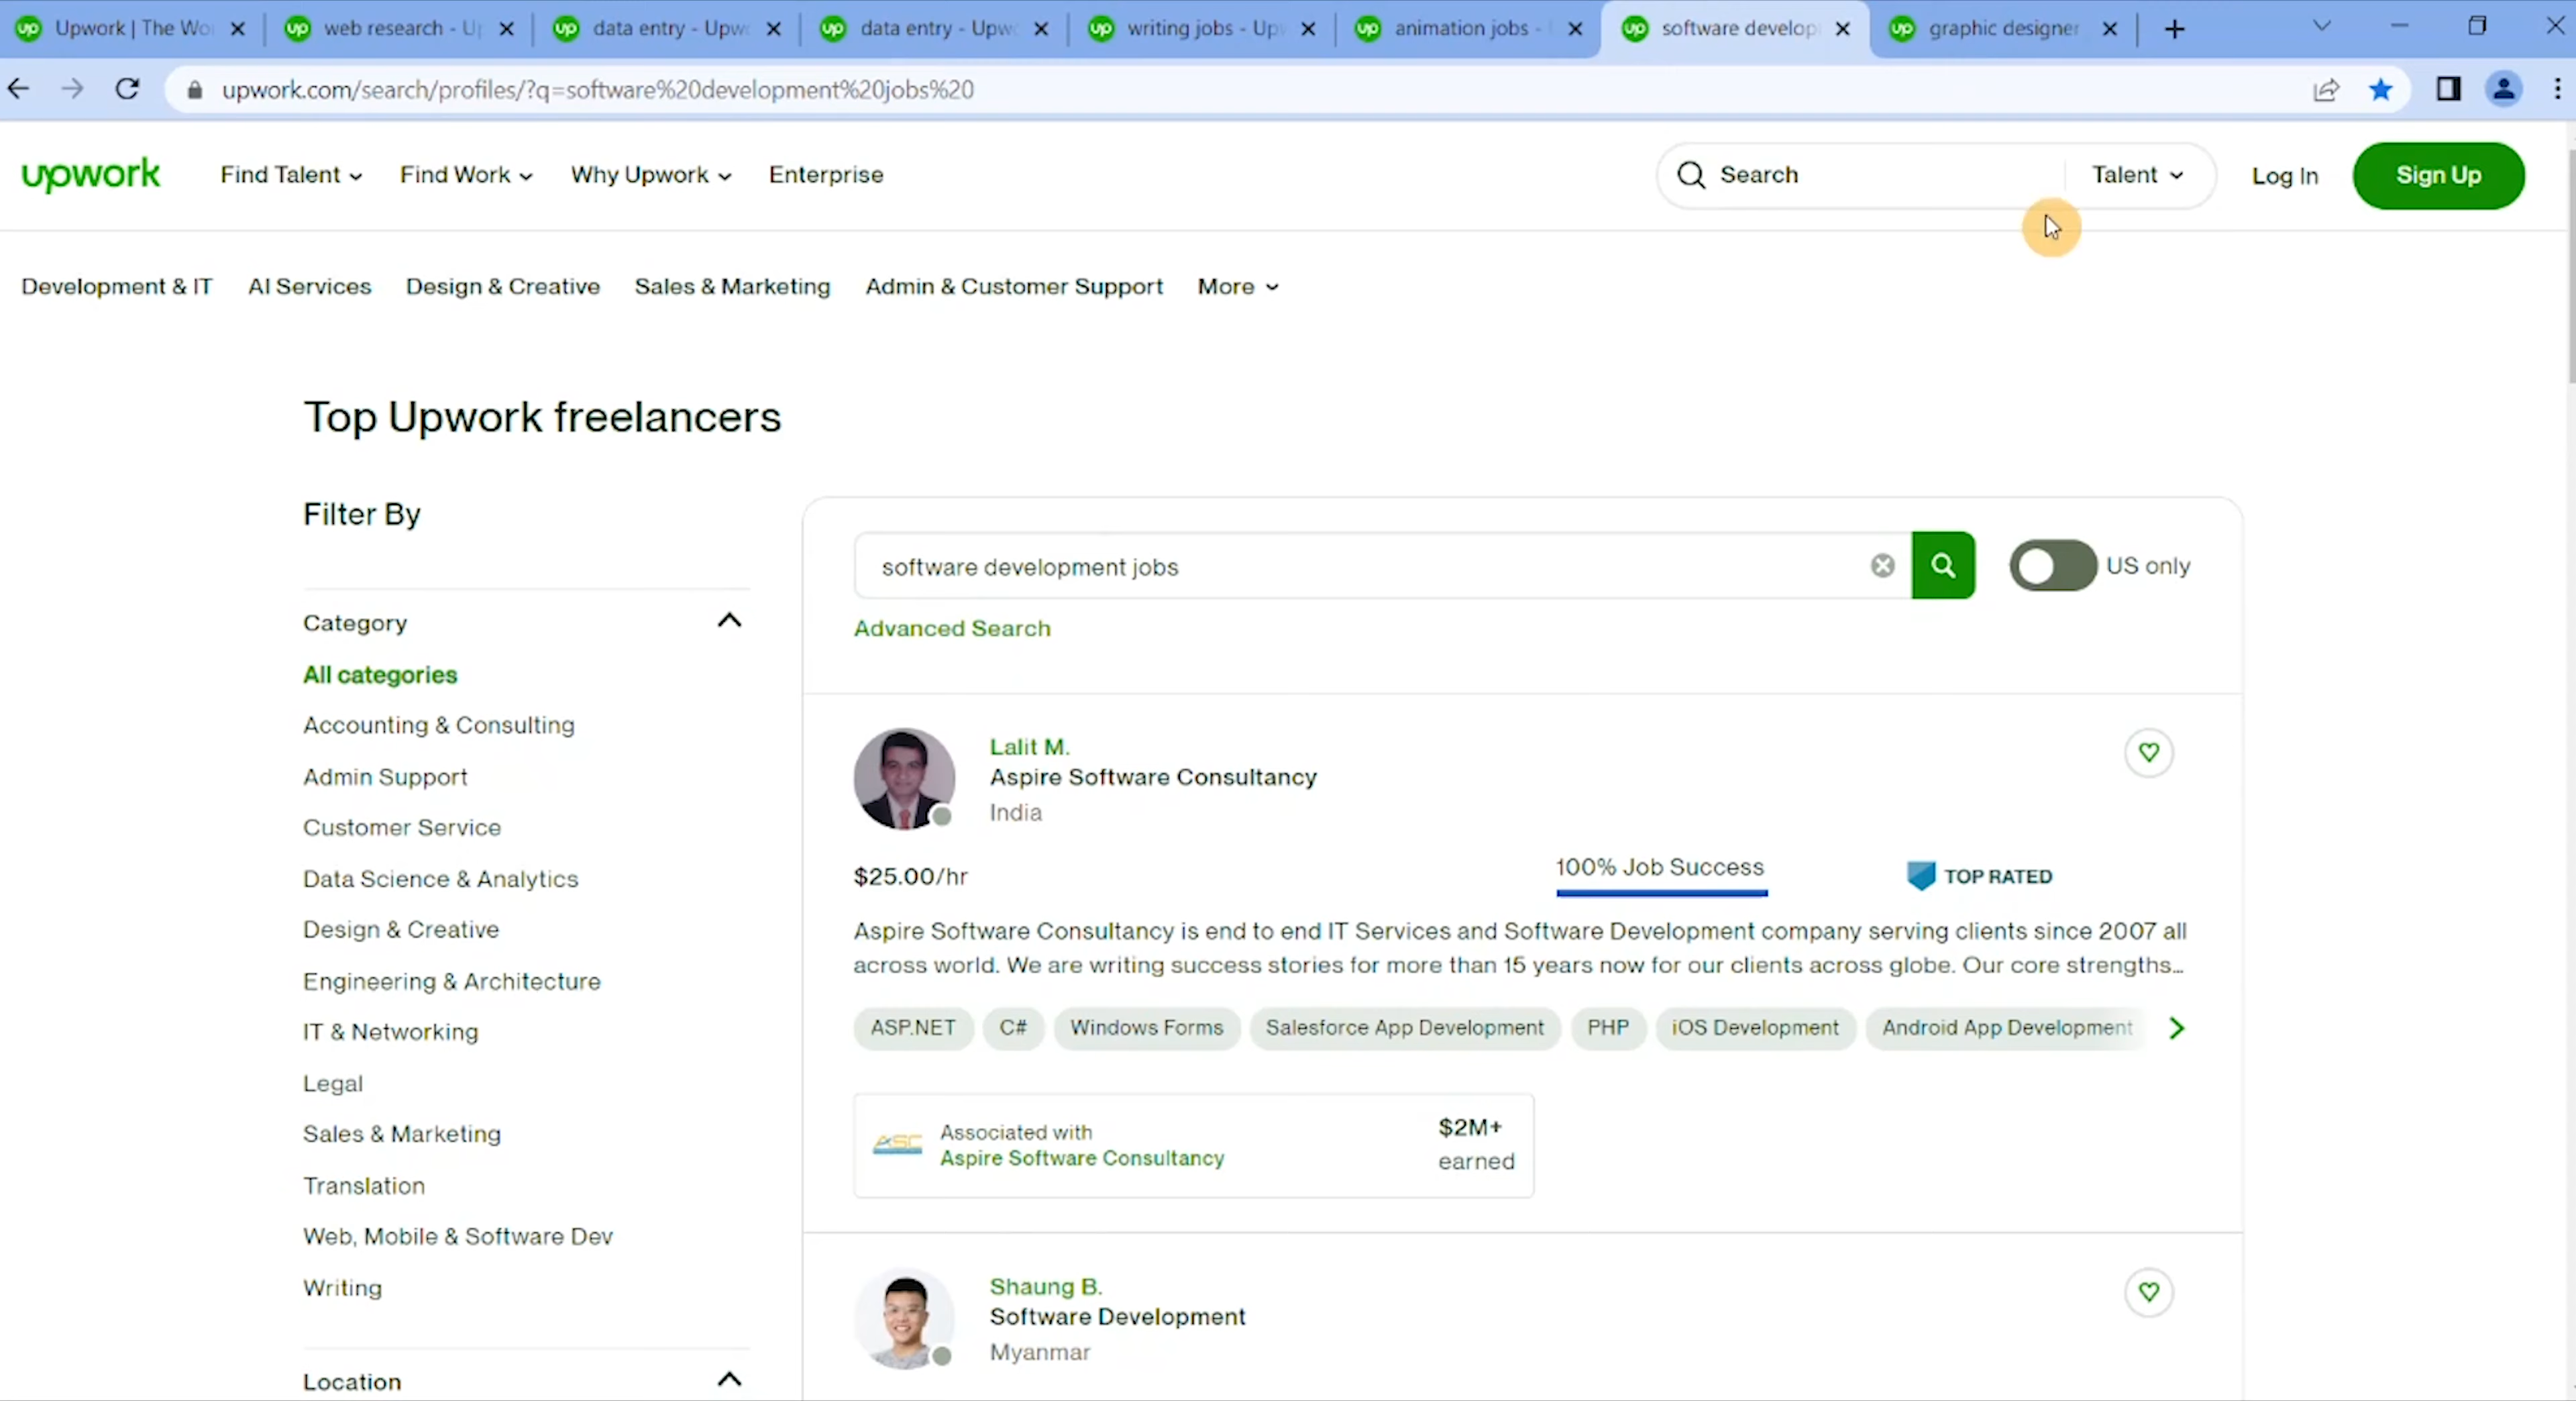 Upwork | The Wo
web research - U
data entry - Upw
data entry - Upw
writing jobs - Up
animation jobs -
software develop
graphic designer
upwork.com/search/profiles/?q=software%20development%20jobs%20
upwork
Find Talent
Find Work
Why Upwork
Enterprise
Search
Talent
Log In
Sign Up
Development & IT
AI Services
Design & Creative
Sales & Marketing
Admin & Customer Support
More
Top Upwork freelancers
Filter By
Category
All categories
Accounting & Consulting
Admin Support
Customer Service
Data Science & Analytics
Design & Creative
Engineering & Architecture
IT & Networking
Legal
Sales & Marketing
Translation
Web, Mobile & Software Dev
Writing
Location
software development jobs
US only
Advanced Search
Lalit M.
Aspire Software Consultancy
India
$25.00/hr
100% Job Success
TOP RATED
Aspire Software Consultancy is end to end IT Services and Software Development company serving clients since 2007 all
across world. We are writing success stories for more than 15 years now for our clients across globe. Our core strengths...
ASP.NET
C#
Windows Forms
Salesforce App Development
PHP
iOS Development
Android App Development
ASC
Associated with
Aspire Software Consultancy
$2M+
earned
Shaung B.
Software Development
Myanmar